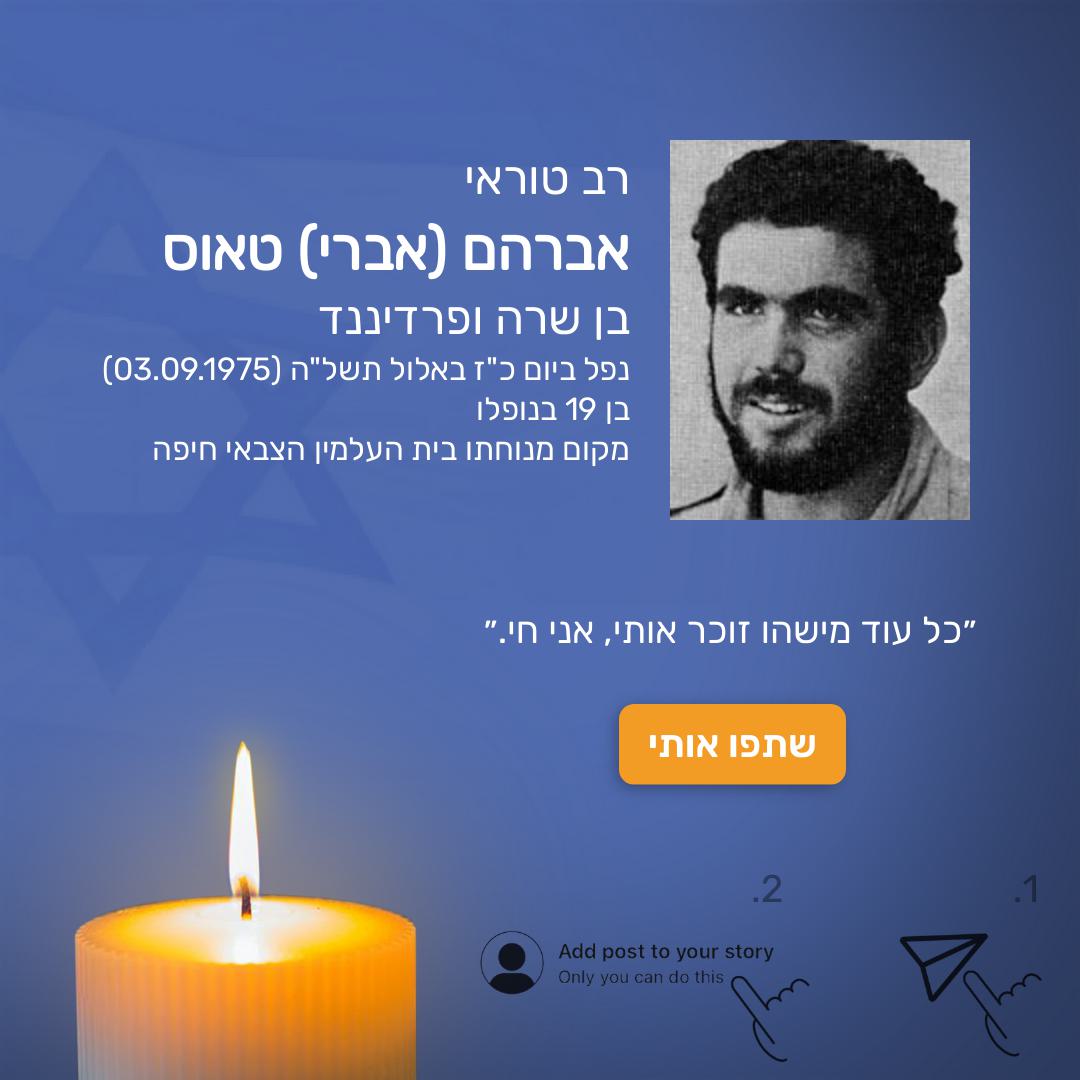 רב טוראי
אברהם (אברי) טאוס
בן שרה ופרדיננד
נפל ביום כ"ז באלול תשל"ה (03.09.1975)
בן 19 בנופלו
מקום מנוחתו בית העלמין הצבאי חיפה
״כל עוד מישהו זוכר אותי, אני חי.״
שתפו אותי
.1
.2
Add post to your story
Only you can do this